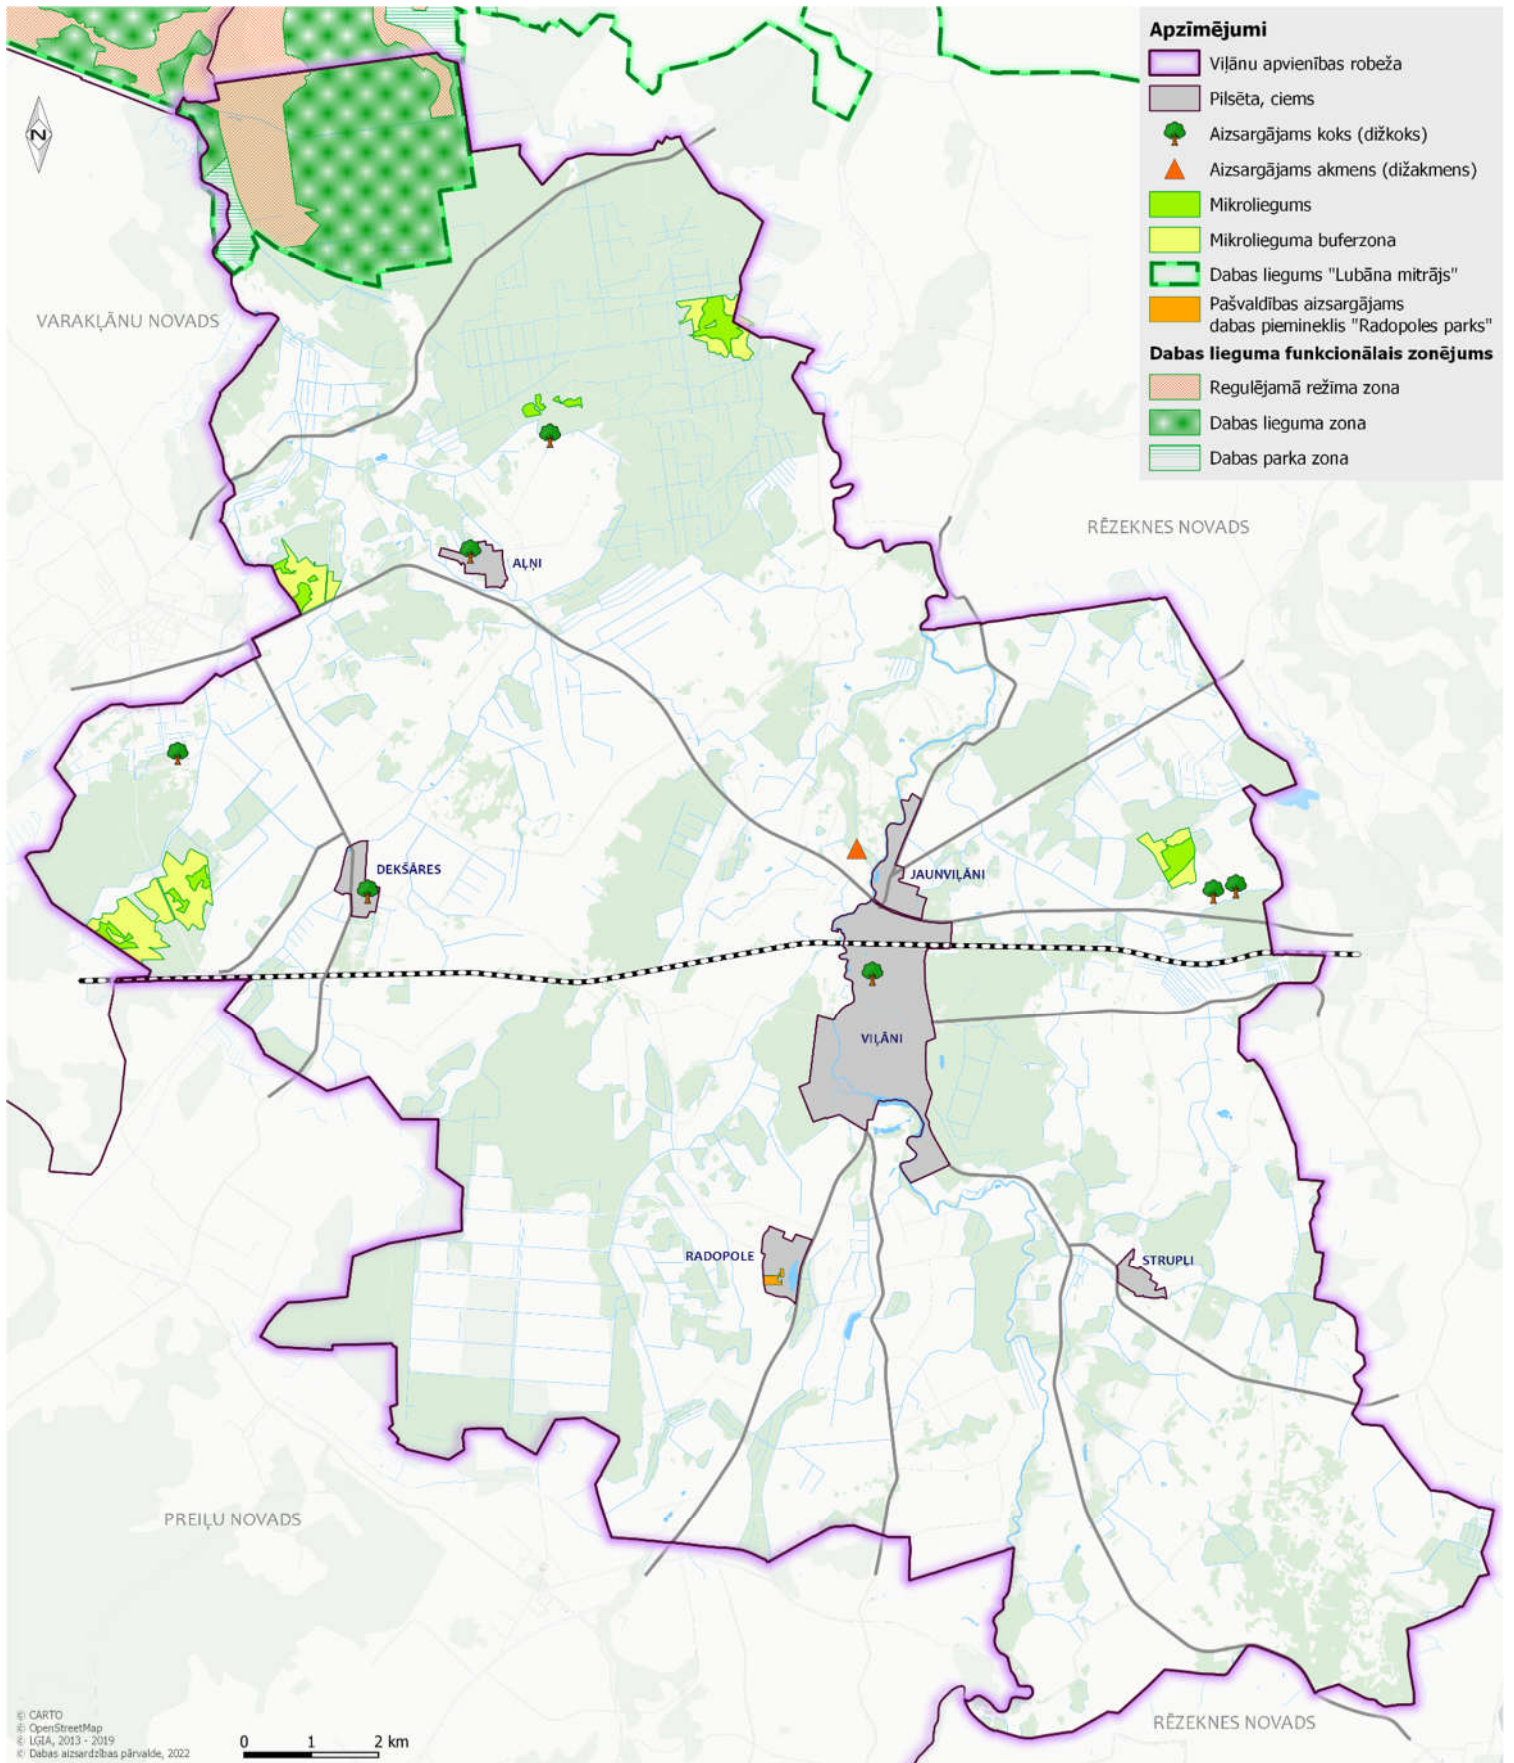 Apzīmējumi
Viļānu apvienības robeža
Pilsēta, ciems
Aizsargājams koks (dižkoks)
Aizsargājams akmens (dižakmens)
Mikroliegums
Mikrolieguma buferzona
Dabas liegums "Lubāna mitrājs"
Pašvaldības aizsargājams
dabas piemineklis "Radopoles parks"
Dabas lieguma funkcionālais zonējums
Regulējamā režīma zona
Dabas lieguma zona
Dabas parka zona
N
VARAKĻĀNU NOVADS
RĒZEKNES NOVADS
AĻŅI
DEKŠĀRES
JAUNVIĻĀNI
VIĻĀNI
RADOPOLE
STRUPĻI
PREIĻU NOVADS
RĒZEKNES NOVADS
© CARTO
© OpenStreetMap
© LĢIA, 2013 - 2019
© Dabas aizsardzības pārvalde, 2022
0 1 2 km